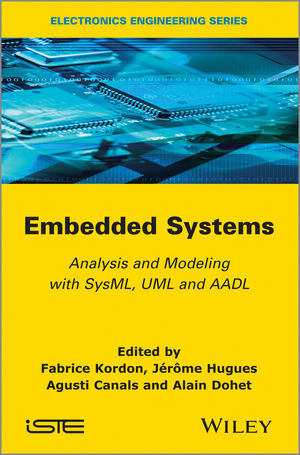 ELECTRONICS ENGINEERING SERIES
Embedded Systems
Analysis and Modeling
with SysML, UML and AADL
Edited by
Fabrice Kordon, Jérôme Hugues
Agusti Canals and Alain Dohet
iSTE
WILEY